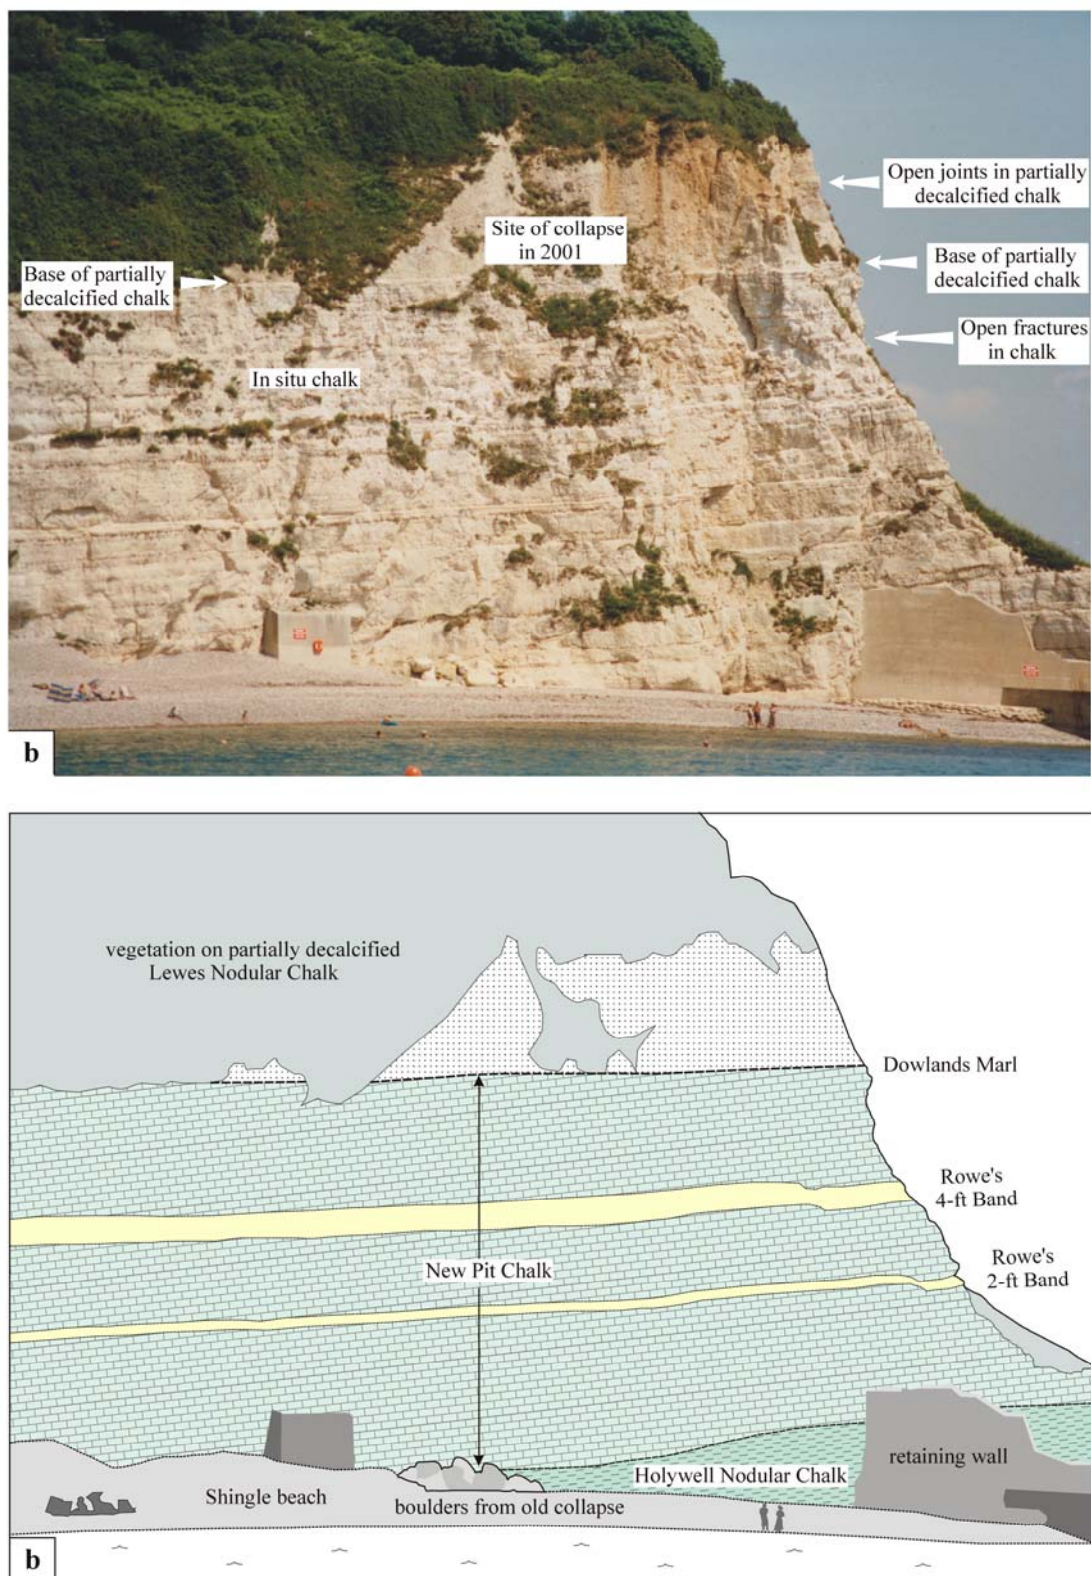 Open joints in partially
decalcified chalk
Site of collapse
in 2001
Base of partially
decalcified chalk
Base of partially
decalcified chalk
Open fractures
in chalk
In situ chalk
b
vegetation on partially decalcified
Lewes Nodular Chalk
Dowlands Marl
Rowe's
4-ft Band
New Pit Chalk
Rowe's
2-ft Band
retaining wall
Holywell Nodular Chalk
Shingle beach
boulders from old collapse
b